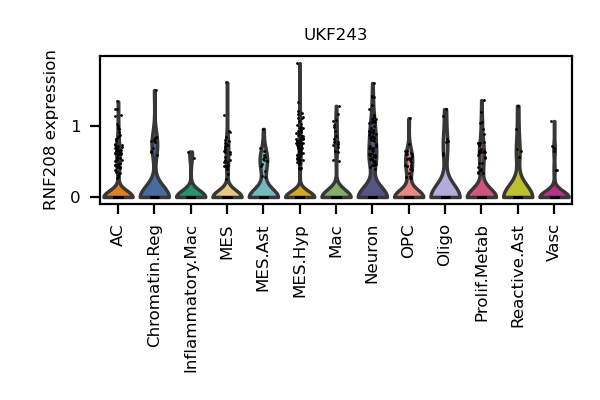 UKF243
RNF208 expression
1
0
AC
Chromatin.Reg
Inflammatory.Mac
MES
MES.Ast
MES.Hyp
Mac
Neuron
OPC
Oligo
Prolif.Metab
Reactive.Ast
Vasc